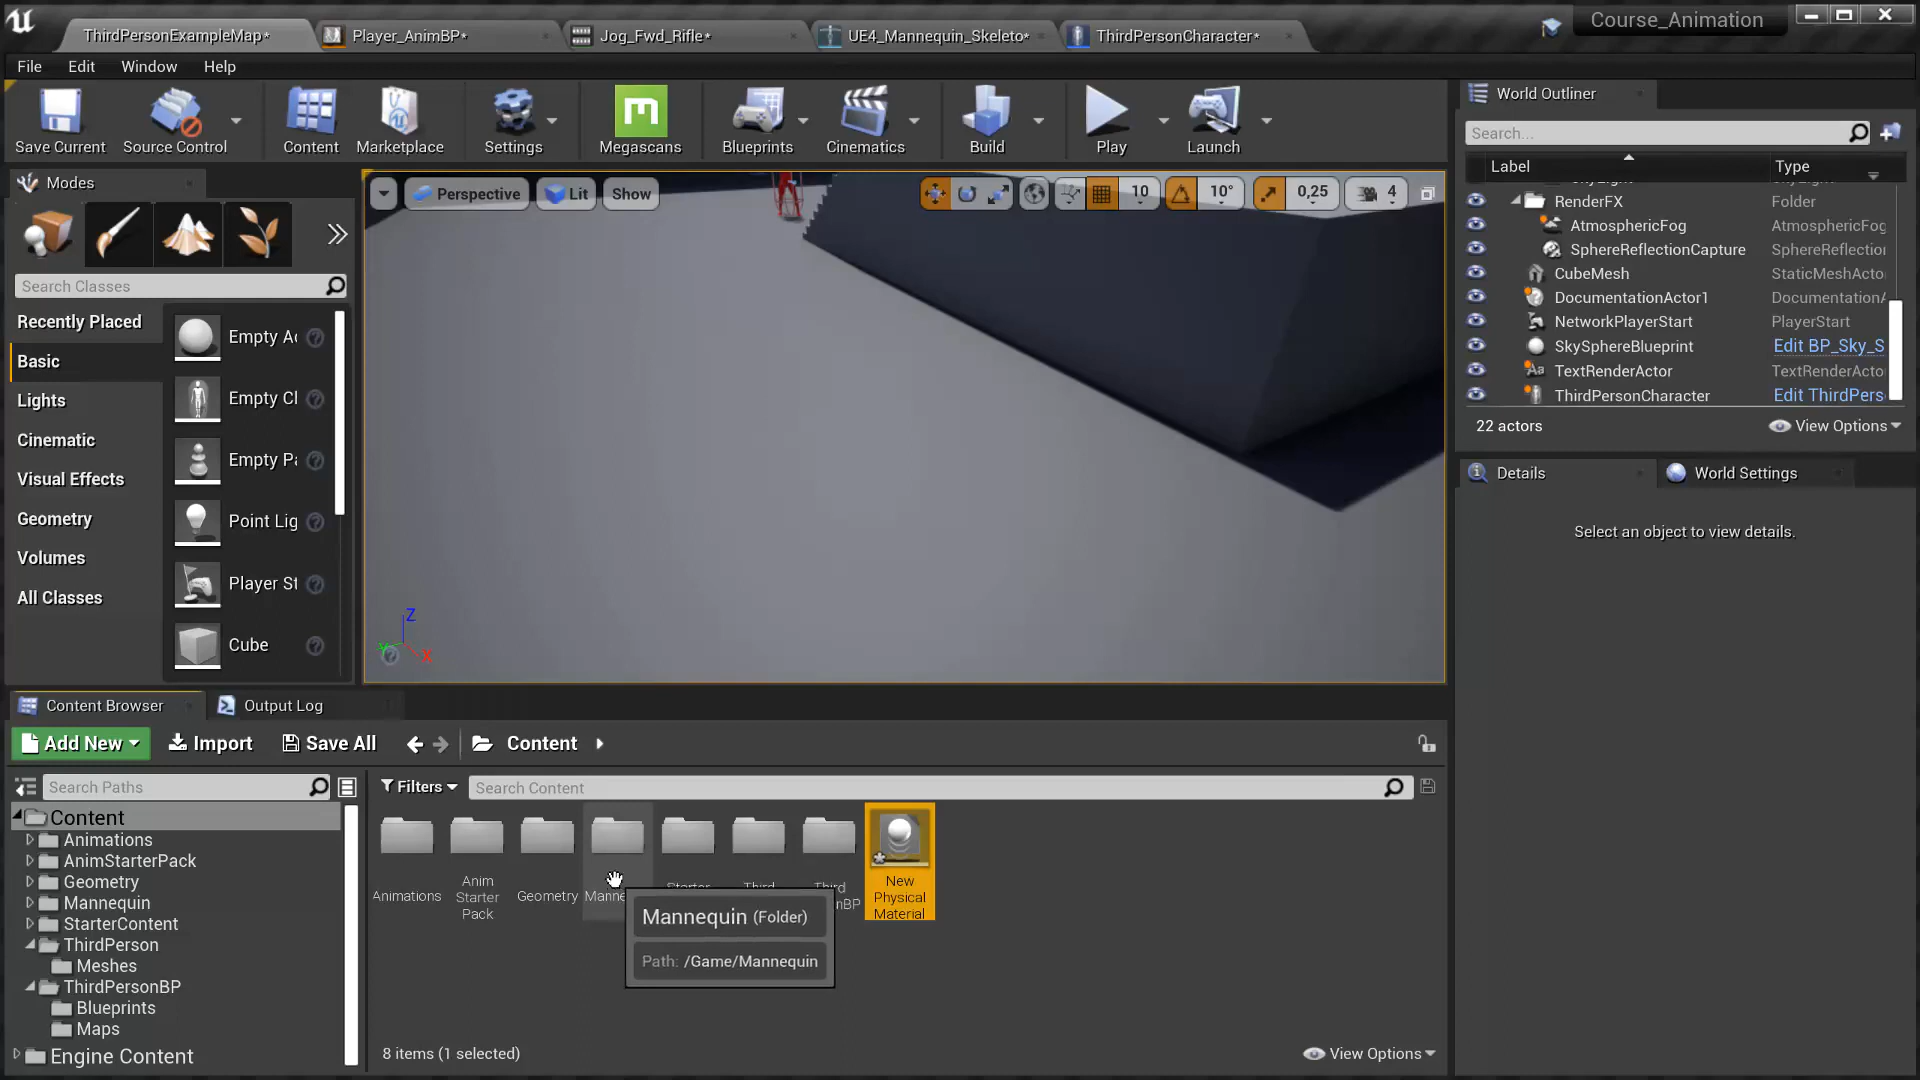 ThirdPersonExampleMap*
Player_AnimBP*
Jog_Fwd_Rifle*
UE4_Mannequin_Skeleto*
ThirdPersonCharacter*
Course_Animation
File Edit Window Help
Save Current
Source Control
Content
Marketplace
Settings
Megascans
Blueprints
Cinematics
Build
Play
Launch
Modes
Search Classes
Recently Placed
Basic
Lights
Cinematic
Visual Effects
Geometry
Volumes
All Classes
Empty Ac
Empty Cl
Empty Pa
Point Lig
Player St
Cube
Perspective
Lit
Show
10
10°
0,25
4
Z
Y
X
World Outliner
Search...
Label Type
RenderFX Folder
AtmosphericFog AtmosphericFog
SphereReflectionCapture SphereReflection
CubeMesh StaticMeshActo
DocumentationActor1 DocumentationA
NetworkPlayerStart PlayerStart
SkySphereBlueprint Edit BP_Sky_S
TextRenderActor TextRenderActo
ThirdPersonCharacter Edit ThirdPers
22 actors
View Options
Details
World Settings
Select an object to view details.
Content Browser
Output Log
Add New
Import
Save All
Content
Search Paths
Filters
Search Content
Content
Animations
AnimStarterPack
Geometry
Mannequin
StarterContent
ThirdPerson
Meshes
ThirdPersonBP
Blueprints
Maps
Engine Content
Animations
Anim
Starter
Pack
Geometry
Manne
Starter
Third
Third
nBP
New
Physical
Material
Mannequin (Folder)
Path: /Game/Mannequin
8 items (1 selected)
View Options